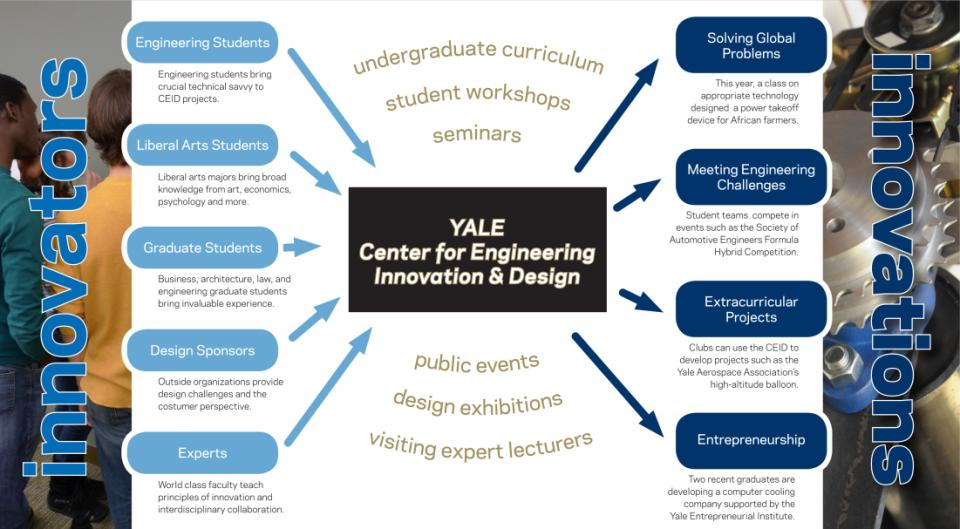 innovators
Engineering Students
Engineering students bring
crucial technical savvy to
CEID projects.
Liberal Arts Students
Liberal arts majors bring broad
knowledge from art, economics,
psychology and more.
Graduate Students
Business, architecture, law, and
engineering graduate students
bring invaluable experience.
Design Sponsors
Outside organizations provide
design challenges and the
costumer perspective.
Experts
World class faculty teach
principles of innovation and
interdisciplinary collaboration.
undergraduate curriculum
student workshops
seminars
YALE
Center for Engineering
Innovation & Design
public events
design exhibitions
visiting expert lecturers
Solving Global
Problems
This year, a class on
appropriate technology
designed a power takeoff
device for African farmers.
Meeting Engineering
Challenges
Student teams compete in
events such as the Society of
Automotive Engineers Formula
Hybrid Competition.
Extracurricular
Projects
Clubs can use the CEID to
develop projects such as the
Yale Aerospace Association's
high-altitude balloon.
Entrepreneurship
Two recent graduates are
developing a computer cooling
company supported by the
Yale Entrepreneurial Institute.
innovations